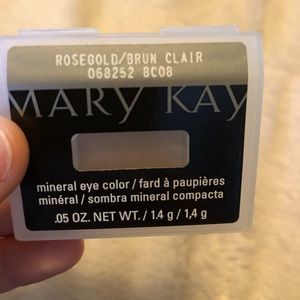 ROSEGOLD/BRUN CLAIR
068252 8C08
MARY KAY
mineral eye color / fard à paupières
minéral / sombra mineral compacta
.05 OZ. NET WT. / 1.4 g / 1,4 g